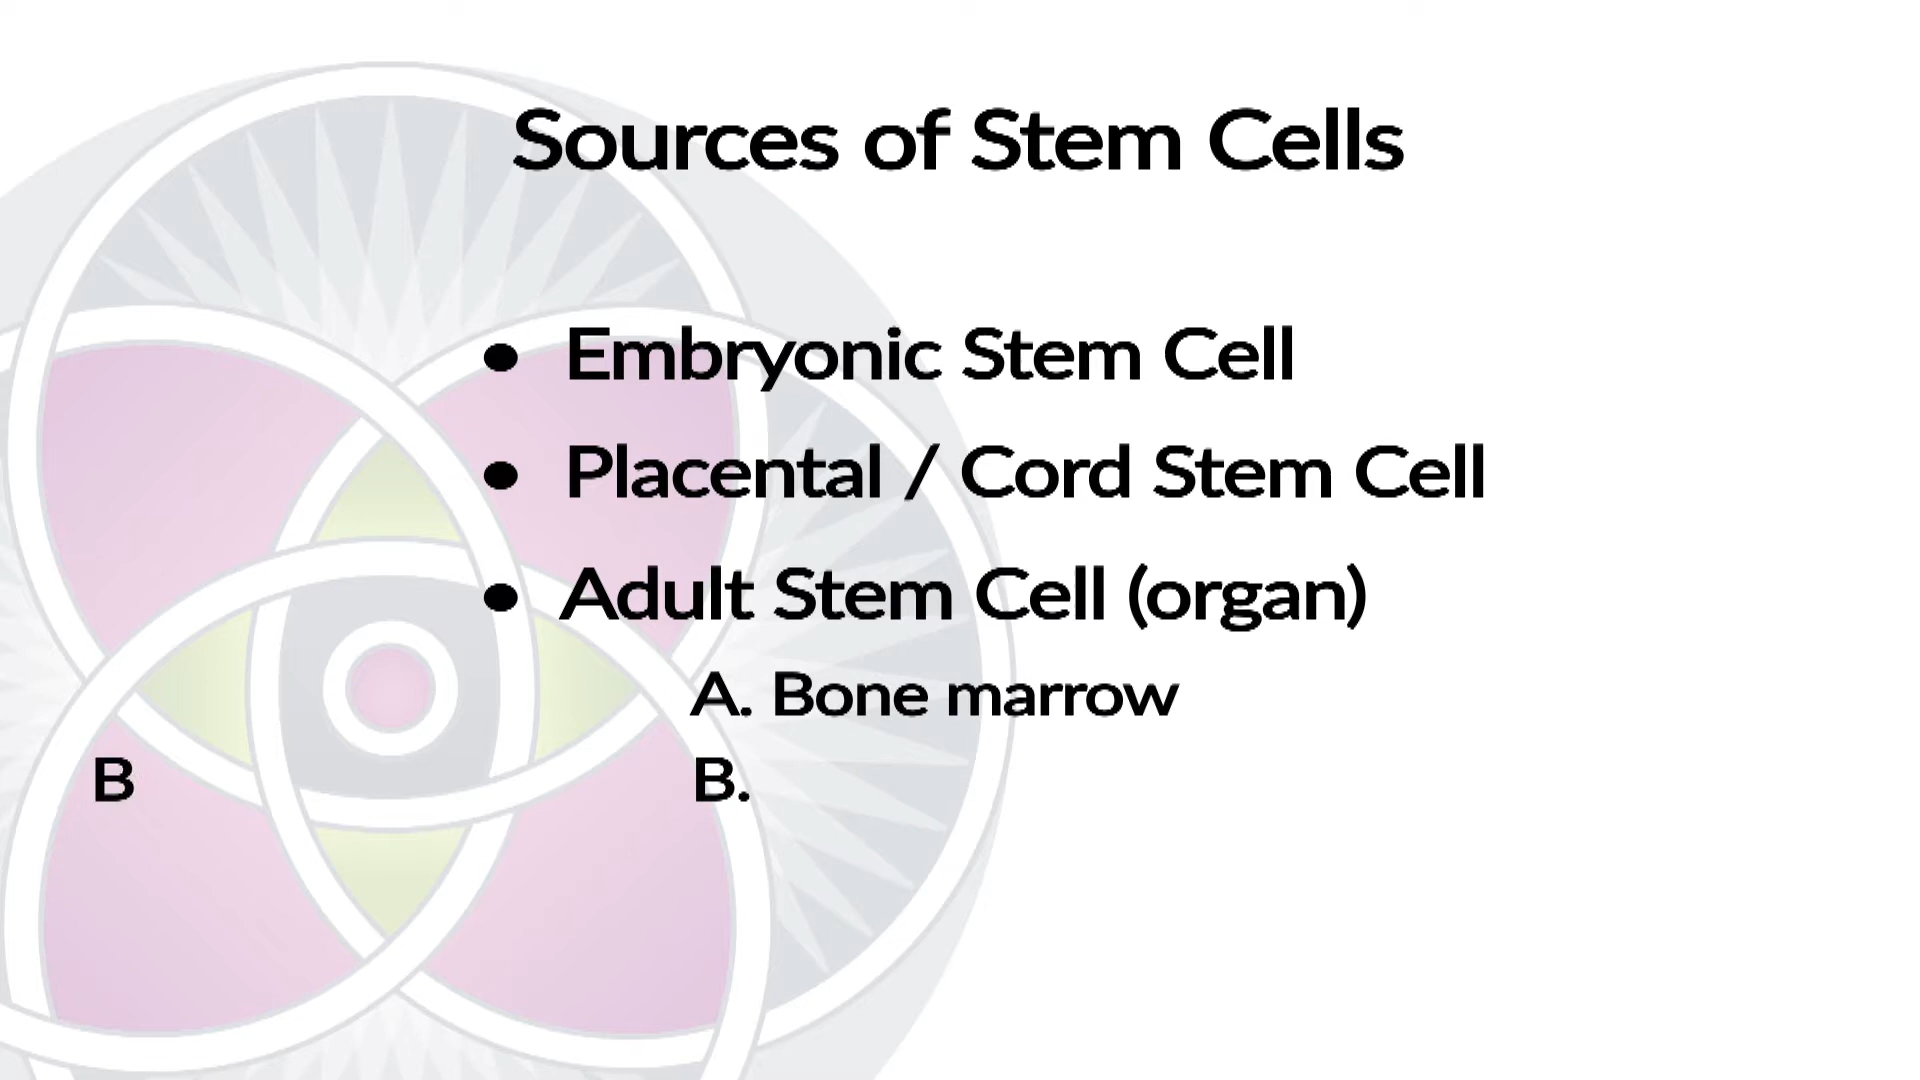 Sources of Stem Cells
• Embryonic Stem Cell
• Placental / Cord Stem Cell
• Adult Stem Cell (organ)
A. Bone marrow
B B.